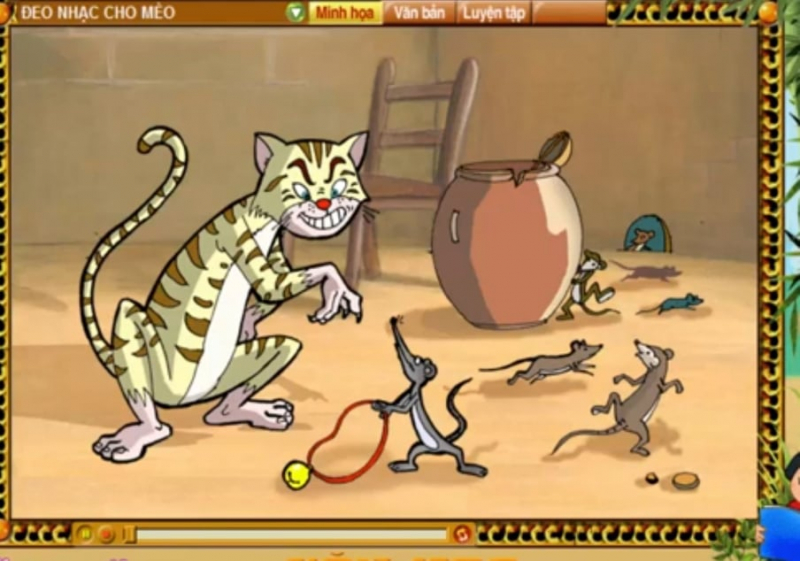 ĐEO NHẠC CHO MÈO
Minh họa Văn bản Luyện tập